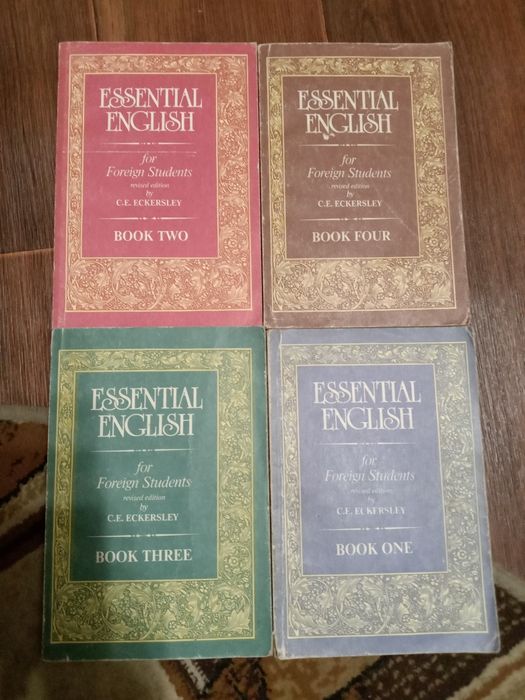 ESSENTIAL
ENGLISH
for
Foreign Students
revised edition
by
C.E. ECKERSLEY
BOOK TWO
ESSENTIAL
ENGLISH
for
Foreign Students
revised edition
by
C.E. ECKERSLEY
BOOK FOUR
ESSENTIAL
ENGLISH
for
Foreign Students
revised edition
by
C.E. ECKERSLEY
BOOK THREE
ESSENTIAL
ENGLISH
for
Foreign Students
revised edition
by
C.E. ECKERSLEY
BOOK ONE